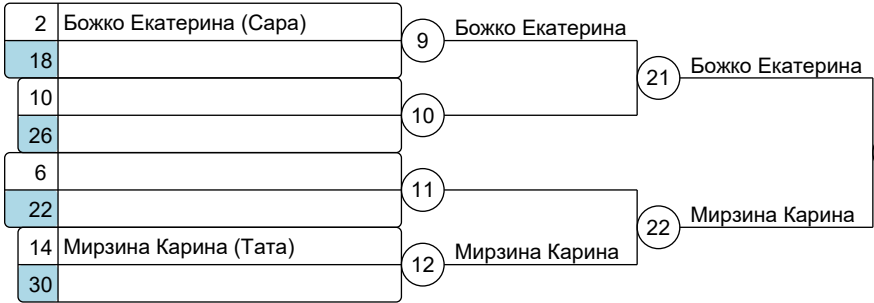 2 Божко Екатерина (Сара)
18
9 Божко Екатерина
10
26
10
21 Божко Екатерина
6
22
11
14 Мирзина Карина (Тата)
30
12 Мирзина Карина
22 Мирзина Карина